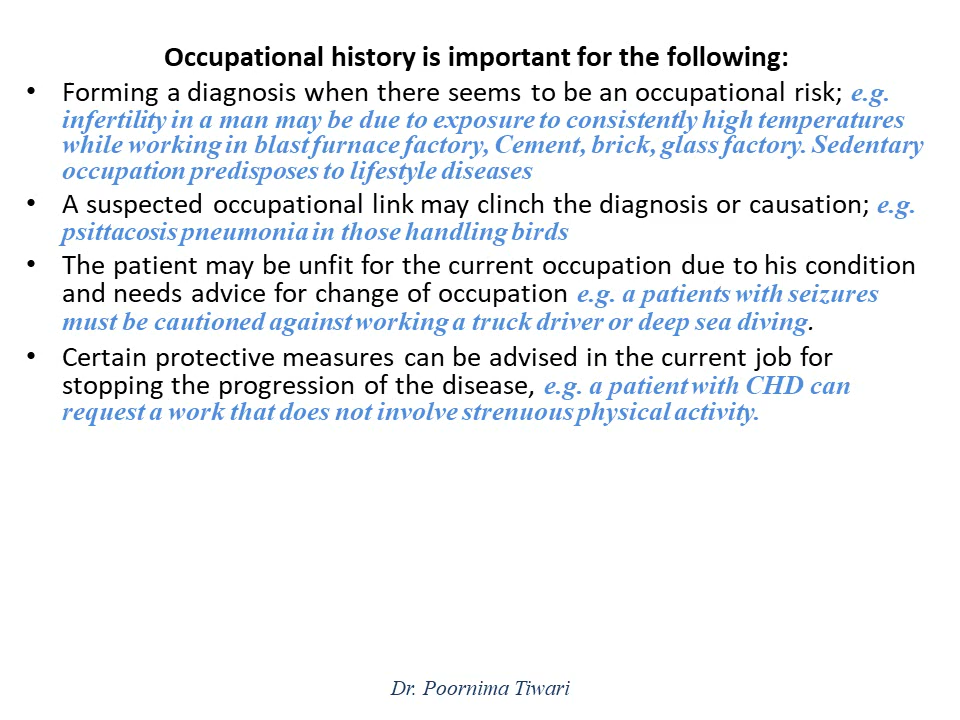 Occupational history is important for the following:
• Forming a diagnosis when there seems to be an occupational risk; e.g.
infertility in a man may be due to exposure to consistently high temperatures
while working in blast furnace factory, Cement, brick, glass factory. Sedentary
occupation predisposes to lifestyle diseases
• A suspected occupational link may clinch the diagnosis or causation; e.g.
psittacosis pneumonia in those handling birds
• The patient may be unfit for the current occupation due to his condition
and needs advice for change of occupation e.g. a patients with seizures
must be cautioned against working a truck driver or deep sea diving.
• Certain protective measures can be advised in the current job for
stopping the progression of the disease, e.g. a patient with CHD can
request a work that does not involve strenuous physical activity.
Dr. Poornima Tiwari